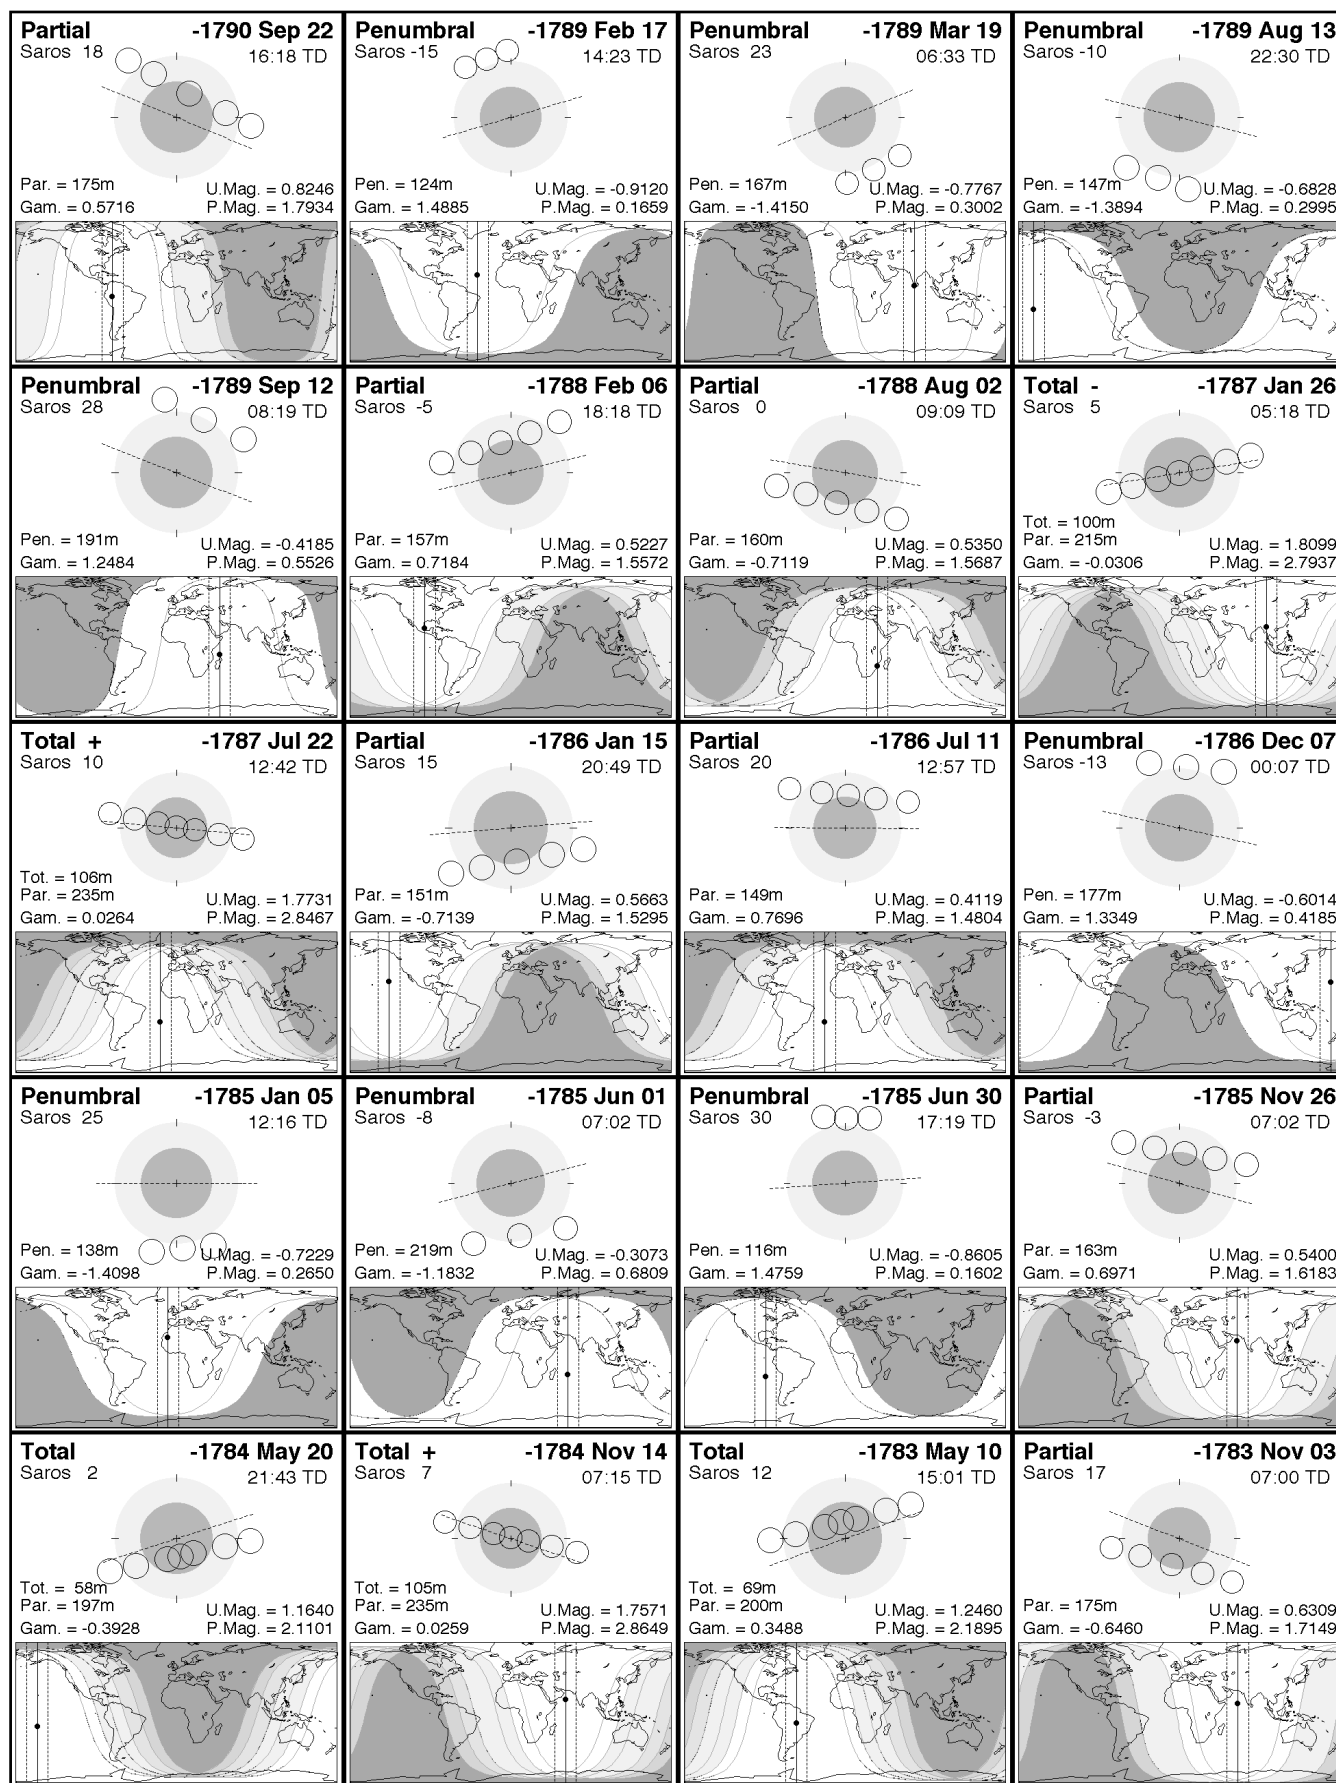 Partial -1790 Sep 22
Saros 18 16:18 TD
Par. = 175m U.Mag. = 0.8246
Gam. = 0.5716 P.Mag. = 1.7934
Penumbral -1789 Feb 17
Saros -15 14:23 TD
Pen. = 124m U.Mag. = -0.9120
Gam. = 1.4885 P.Mag. = 0.1659
Penumbral -1789 Mar 19
Saros 23 06:33 TD
Pen. = 167m U.Mag. = -0.7767
Gam. = -1.4150 P.Mag. = 0.3002
Penumbral -1789 Aug 13
Saros -10 22:30 TD
Pen. = 147m U.Mag. = -0.6828
Gam. = -1.3894 P.Mag. = 0.2995
Penumbral -1789 Sep 12
Saros 28 08:19 TD
Pen. = 191m U.Mag. = -0.4185
Gam. = 1.2484 P.Mag. = 0.5526
Partial -1788 Feb 06
Saros -5 18:18 TD
Par. = 157m U.Mag. = 0.5227
Gam. = 0.7184 P.Mag. = 1.5572
Partial -1788 Aug 02
Saros 0 09:09 TD
Par. = 160m U.Mag. = 0.5350
Gam. = -0.7119 P.Mag. = 1.5687
Total - -1787 Jan 26
Saros 5 05:18 TD
Tot. = 100m
Par. = 215m U.Mag. = 1.8099
Gam. = -0.0306 P.Mag. = 2.7937
Total + -1787 Jul 22
Saros 10 12:42 TD
Tot. = 106m
Par. = 235m U.Mag. = 1.7731
Gam. = 0.0264 P.Mag. = 2.8467
Partial -1786 Jan 15
Saros 15 20:49 TD
Par. = 151m U.Mag. = 0.5663
Gam. = -0.7139 P.Mag. = 1.5295
Partial -1786 Jul 11
Saros 20 12:57 TD
Par. = 149m U.Mag. = 0.4119
Gam. = 0.7696 P.Mag. = 1.4804
Penumbral -1786 Dec 07
Saros -13 00:07 TD
Pen. = 177m U.Mag. = -0.6014
Gam. = 1.3349 P.Mag. = 0.4185
Penumbral -1785 Jan 05
Saros 25 12:16 TD
Pen. = 138m U.Mag. = -0.7229
Gam. = -1.4098 P.Mag. = 0.2650
Penumbral -1785 Jun 01
Saros -8 07:02 TD
Pen. = 219m U.Mag. = -0.3073
Gam. = -1.1832 P.Mag. = 0.6809
Penumbral -1785 Jun 30
Saros 30 17:19 TD
Pen. = 116m U.Mag. = -0.8605
Gam. = 1.4759 P.Mag. = 0.1602
Partial -1785 Nov 26
Saros -3 07:02 TD
Par. = 163m U.Mag. = 0.5400
Gam. = 0.6971 P.Mag. = 1.6183
Total -1784 May 20
Saros 2 21:43 TD
Tot. = 58m
Par. = 197m U.Mag. = 1.1640
Gam. = -0.3928 P.Mag. = 2.1101
Total + -1784 Nov 14
Saros 7 07:15 TD
Tot. = 105m
Par. = 235m U.Mag. = 1.7571
Gam. = 0.0259 P.Mag. = 2.8649
Total -1783 May 10
Saros 12 15:01 TD
Tot. = 69m
Par. = 200m U.Mag. = 1.2460
Gam. = 0.3488 P.Mag. = 2.1895
Partial -1783 Nov 03
Saros 17 07:00 TD
Par. = 175m U.Mag. = 0.6309
Gam. = -0.6460 P.Mag. = 1.7149